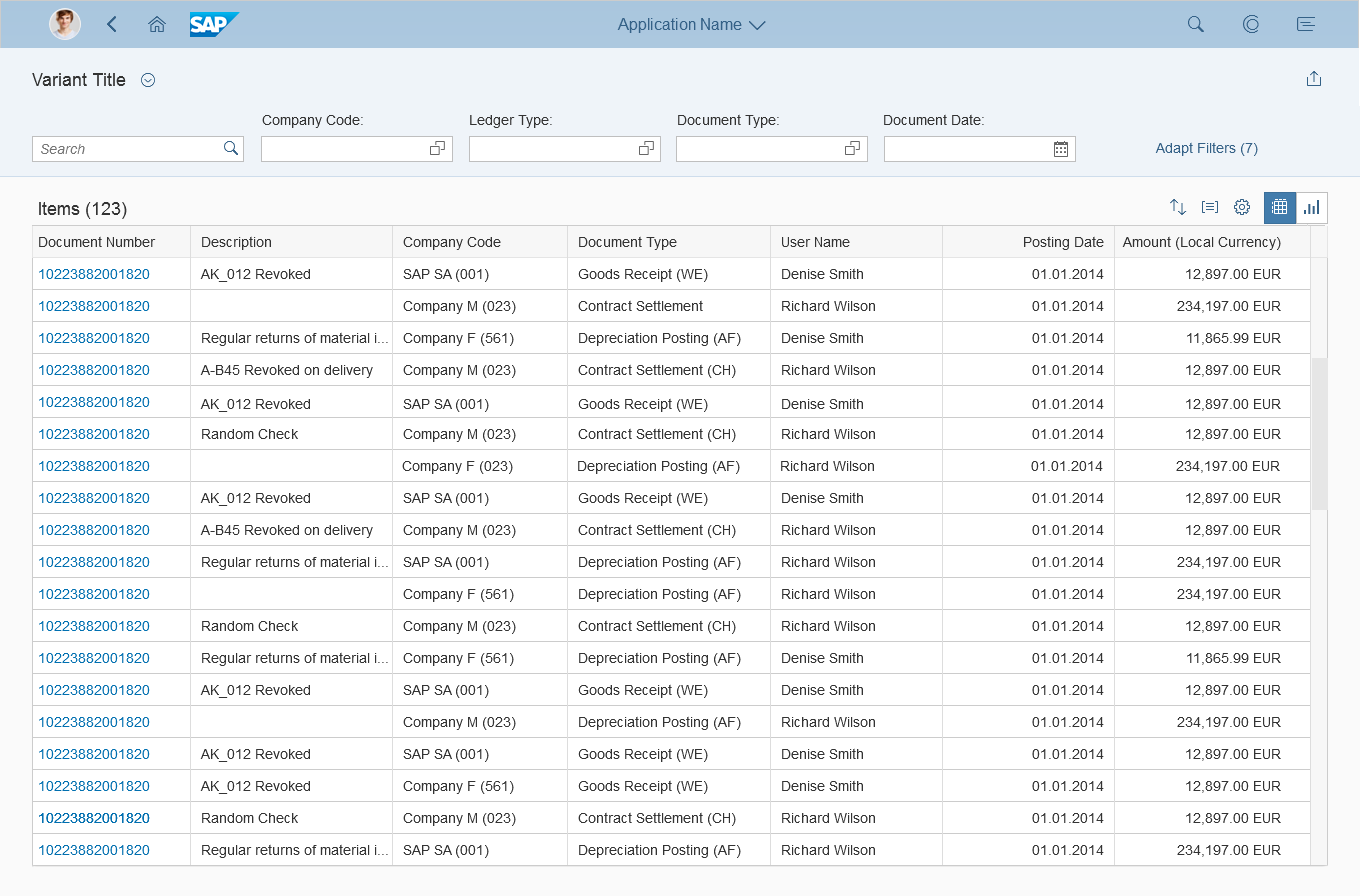 SAP Application Name
Variant Title
Company Code: Ledger Type: Document Type: Document Date:
Search Adapt Filters (7)
Items (123)
Document Number Description Company Code Document Type User Name Posting Date Amount (Local Currency)
10223882001820 AK_012 Revoked SAP SA (001) Goods Receipt (WE) Denise Smith 01.01.2014 12,897.00 EUR
10223882001820 Company M (023) Contract Settlement Richard Wilson 01.01.2014 234,197.00 EUR
10223882001820 Regular returns of material i... Company F (561) Depreciation Posting (AF) Denise Smith 01.01.2014 11,865.99 EUR
10223882001820 A-B45 Revoked on delivery Company M (023) Contract Settlement (CH) Richard Wilson 01.01.2014 12,897.00 EUR
10223882001820 AK_012 Revoked SAP SA (001) Goods Receipt (WE) Denise Smith 01.01.2014 12,897.00 EUR
10223882001820 Random Check Company M (023) Contract Settlement (CH) Richard Wilson 01.01.2014 12,897.00 EUR
10223882001820 Company F (023) Depreciation Posting (AF) Richard Wilson 01.01.2014 234,197.00 EUR
10223882001820 AK_012 Revoked SAP SA (001) Goods Receipt (WE) Denise Smith 01.01.2014 12,897.00 EUR
10223882001820 A-B45 Revoked on delivery Company M (023) Contract Settlement (CH) Richard Wilson 01.01.2014 12,897.00 EUR
10223882001820 Regular returns of material i... SAP SA (001) Depreciation Posting (AF) Richard Wilson 01.01.2014 234,197.00 EUR
10223882001820 Company F (561) Depreciation Posting (AF) Richard Wilson 01.01.2014 234,197.00 EUR
10223882001820 Random Check Company M (023) Contract Settlement (CH) Richard Wilson 01.01.2014 12,897.00 EUR
10223882001820 Regular returns of material i... Company F (561) Depreciation Posting (AF) Denise Smith 01.01.2014 11,865.99 EUR
10223882001820 AK_012 Revoked SAP SA (001) Goods Receipt (WE) Denise Smith 01.01.2014 12,897.00 EUR
10223882001820 Company M (023) Depreciation Posting (AF) Richard Wilson 01.01.2014 234,197.00 EUR
10223882001820 AK_012 Revoked SAP SA (001) Goods Receipt (WE) Denise Smith 01.01.2014 12,897.00 EUR
10223882001820 AK_012 Revoked Company F (561) Goods Receipt (WE) Denise Smith 01.01.2014 12,897.00 EUR
10223882001820 Random Check Company M (023) Contract Settlement (CH) Richard Wilson 01.01.2014 12,897.00 EUR
10223882001820 Regular returns of material i... SAP SA (001) Depreciation Posting (AF) Richard Wilson 01.01.2014 234,197.00 EUR